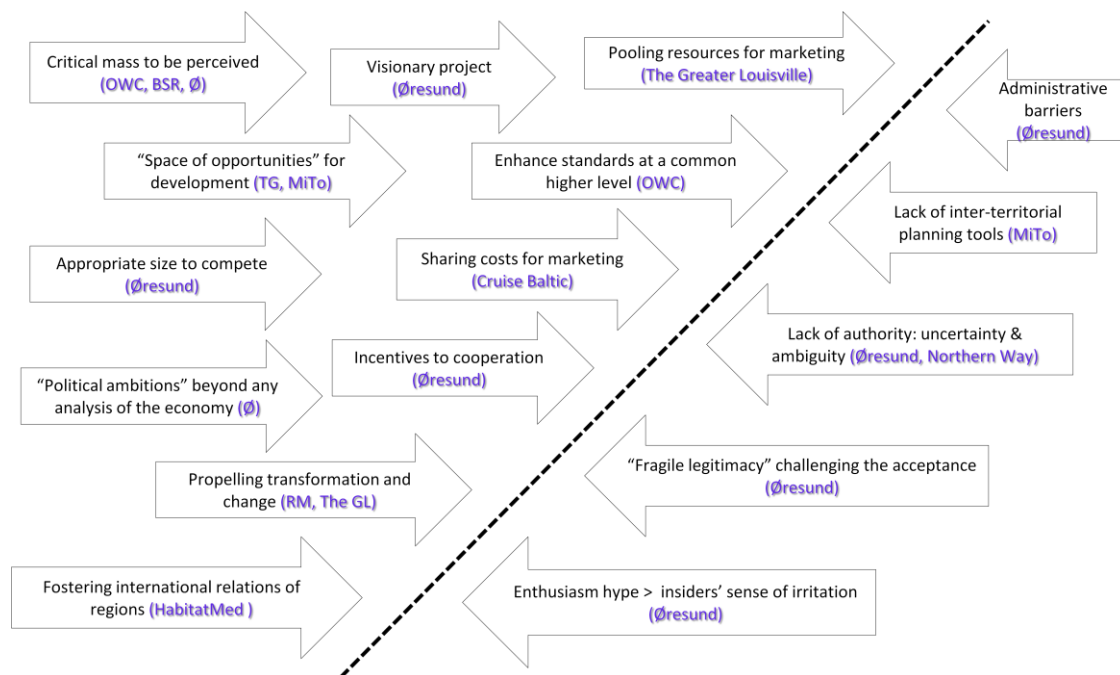 Critical mass to be perceived
(OWC, BSR, Ø)
Visionary project
(Øresund)
Pooling resources for marketing
(The Greater Louisville)
Administrative
barriers
(Øresund)
“Space of opportunities” for
development (TG, MiTo)
Enhance standards at a common
higher level (OWC)
Lack of inter-territorial
planning tools (MiTo)
Appropriate size to compete
(Øresund)
Sharing costs for marketing
(Cruise Baltic)
Lack of authority: uncertainty &
ambiguity (Øresund, Northern Way)
Incentives to cooperation
(Øresund)
“Political ambitions” beyond any
analysis of the economy (Ø)
“Fragile legitimacy” challenging the acceptance
(Øresund)
Propelling transformation and
change (RM, The GL)
Fostering international relations of
regions (HabitatMed )
Enthusiasm hype > insiders’ sense of irritation
(Øresund)